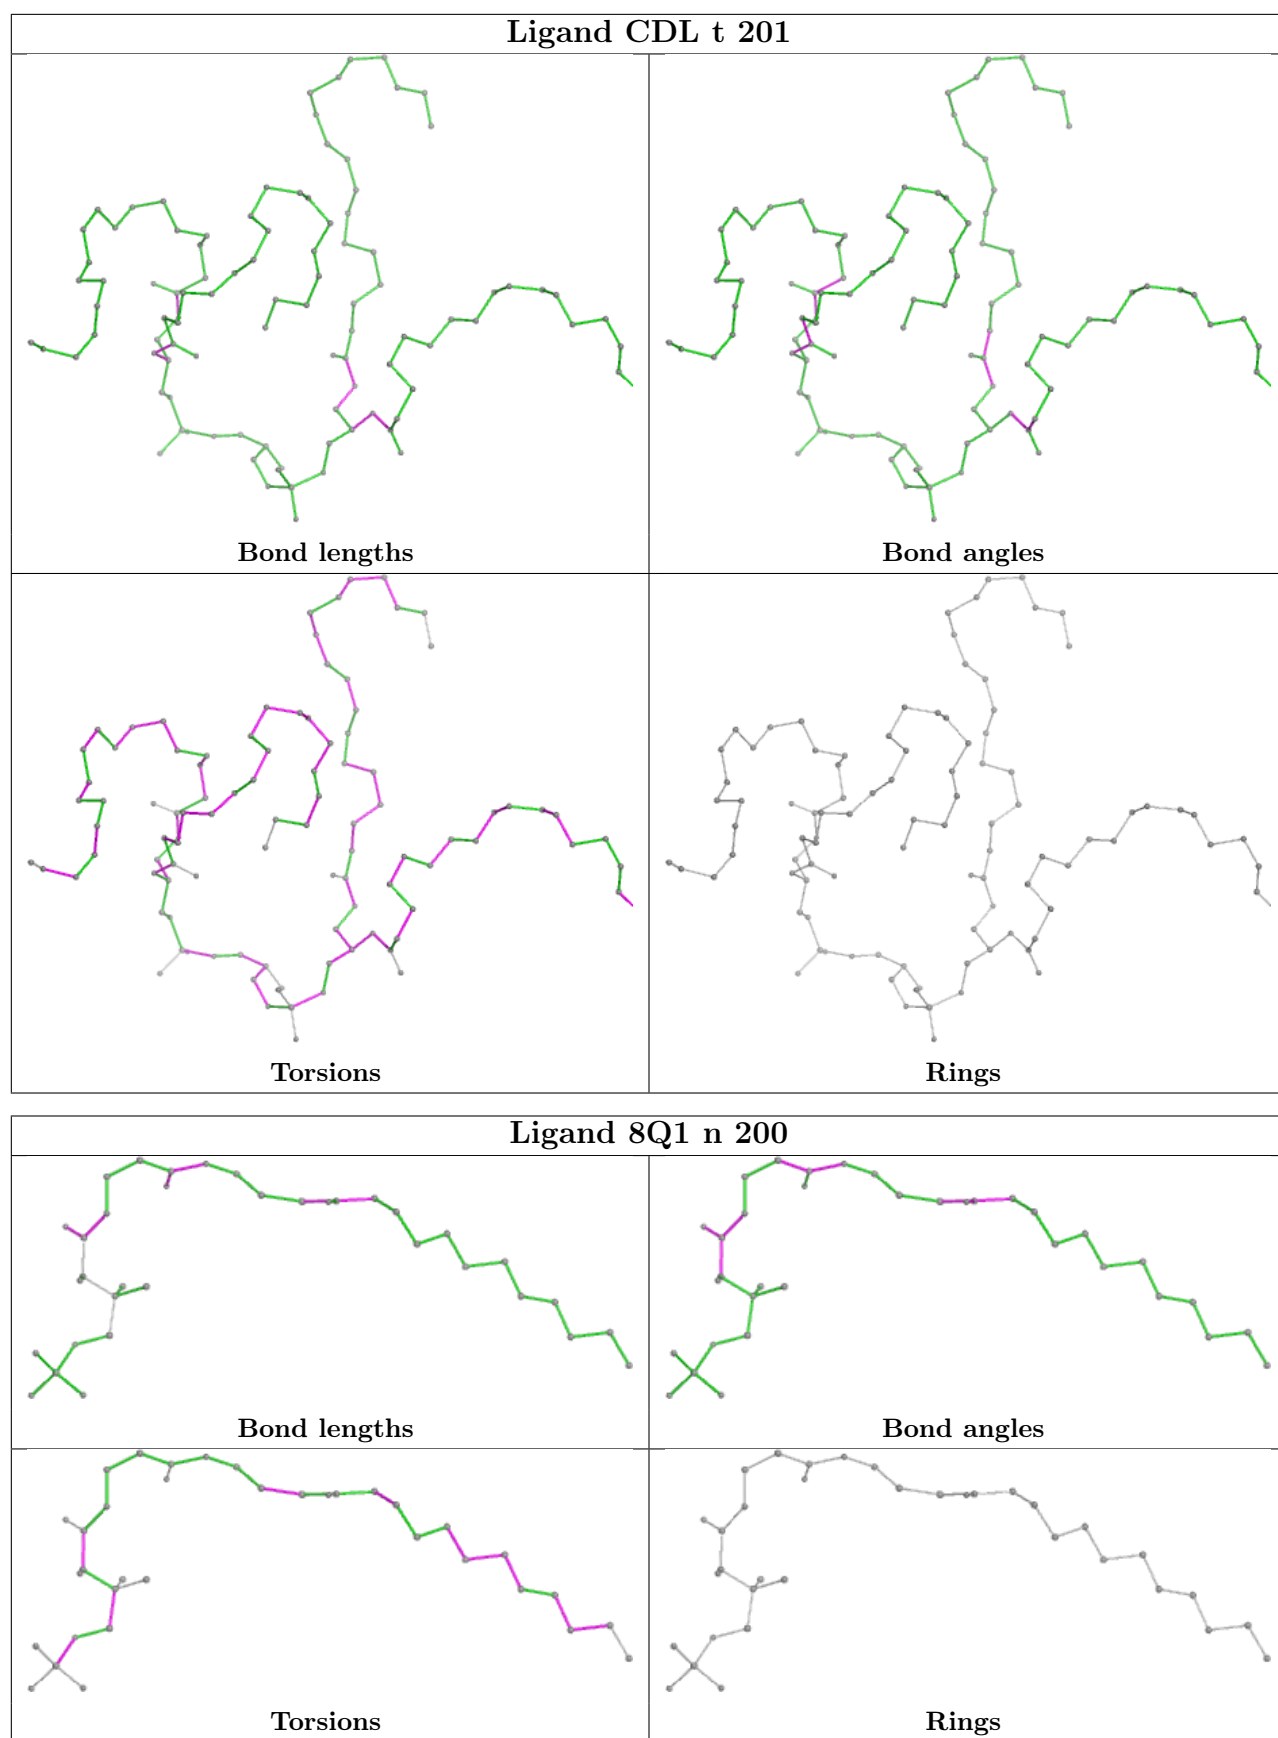 Ligand CDL t 201
Bond lengths
Bond angles
Torsions
Rings
Ligand 8Q1 n 200
Bond lengths
Bond angles
Torsions
Rings